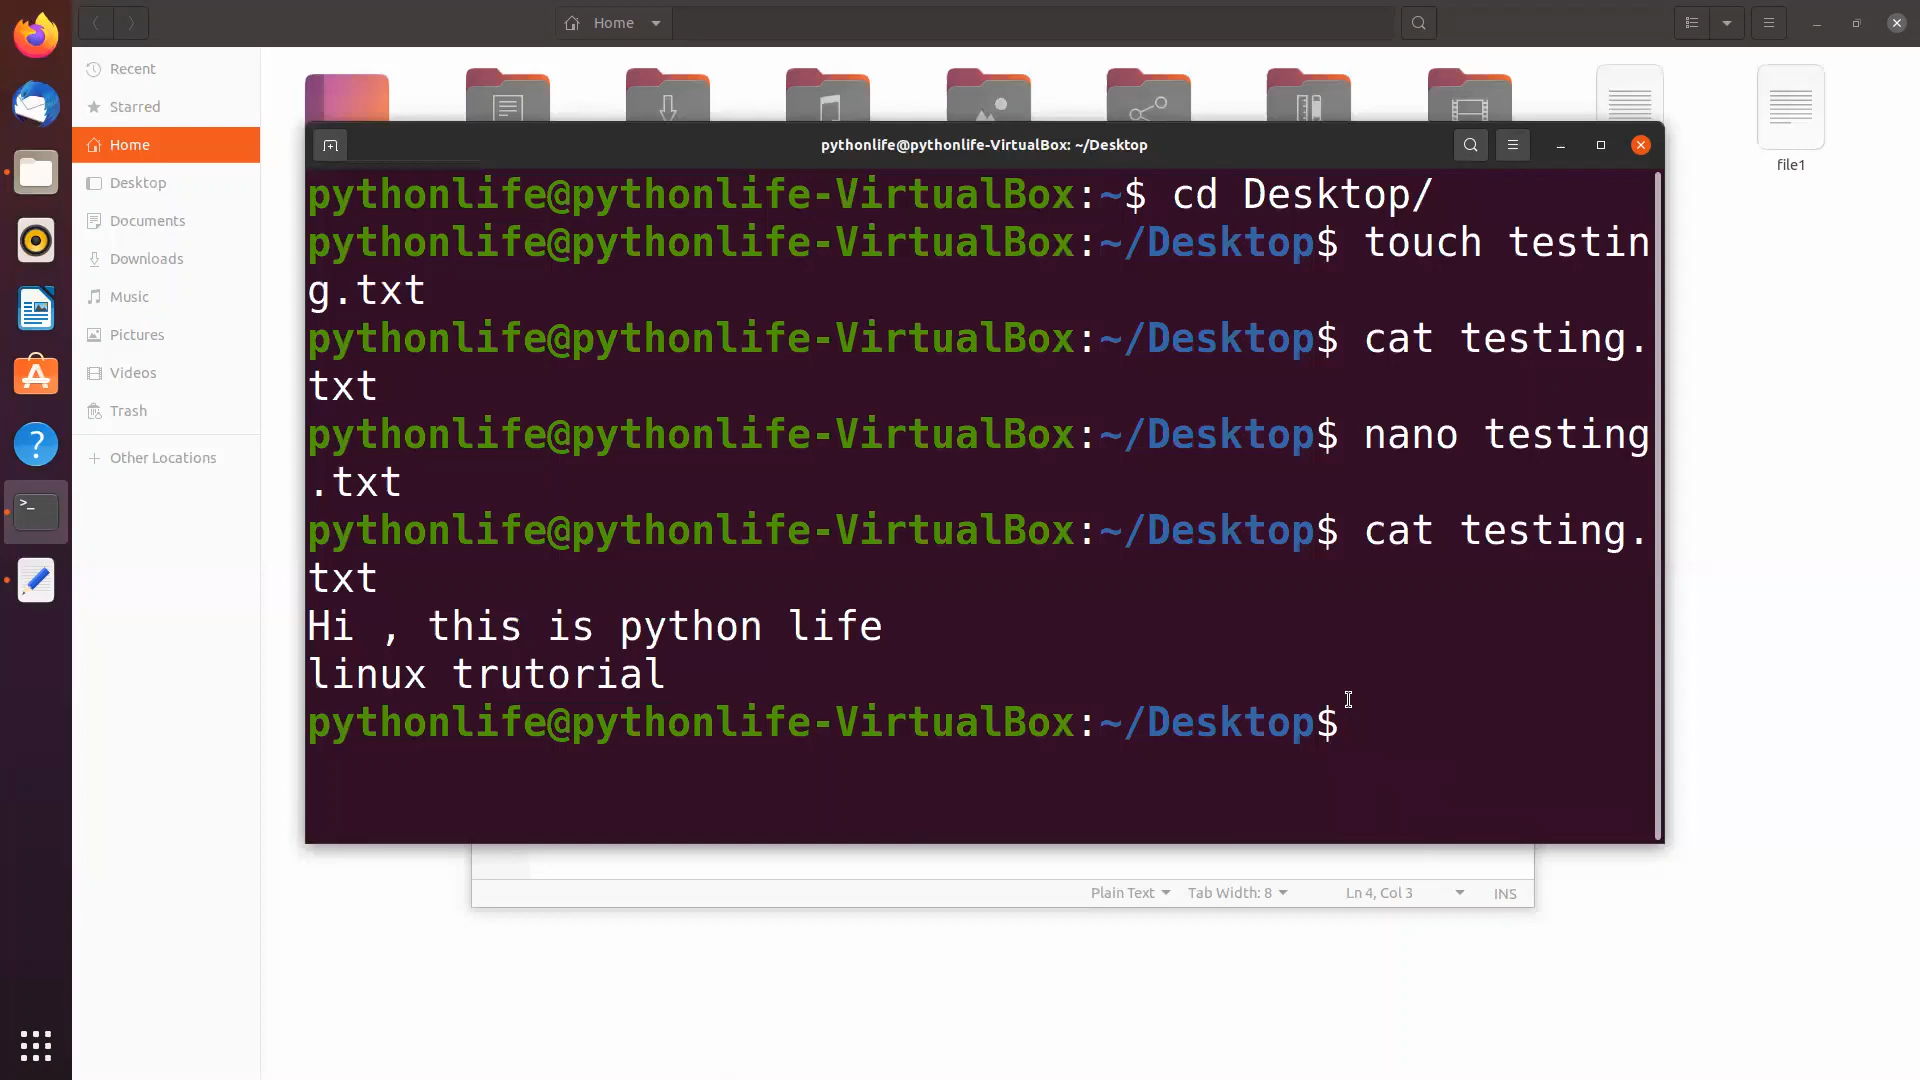 Home
Recent
Starred
Home
Desktop
Documents
Downloads
Music
Pictures
Videos
Trash
Other Locations
file1
pythonlife@pythonlife-VirtualBox: ~/Desktop
pythonlife@pythonlife-VirtualBox:~$ cd Desktop/
pythonlife@pythonlife-VirtualBox:~/Desktop$ touch testin
g.txt
pythonlife@pythonlife-VirtualBox:~/Desktop$ cat testing.
txt
pythonlife@pythonlife-VirtualBox:~/Desktop$ nano testing
.txt
pythonlife@pythonlife-VirtualBox:~/Desktop$ cat testing.
txt
Hi , this is python life
linux trutorial
pythonlife@pythonlife-VirtualBox:~/Desktop$
Plain Text Tab Width: 8 Ln 4, Col 3 INS